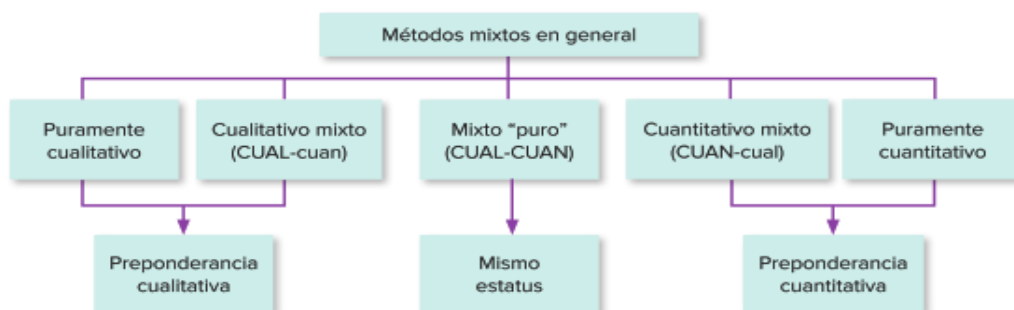 Métodos mixtos en general
Puramente
cualitativo
Cualitativo mixto
(CUAL-cuan)
Mixto “puro”
(CUAL-CUAN)
Cuantitativo mixto
(CUAN-cual)
Puramente
cuantitativo
Preponderancia
cualitativa
Mismo
estatus
Preponderancia
cuantitativa